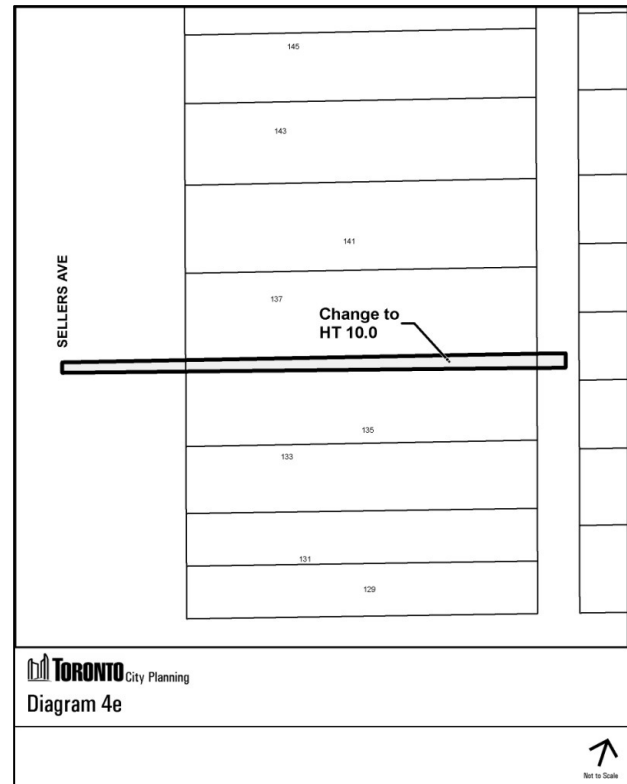 145
143
141
SELLERS AVE
137
Change to
HT 10.0
135
133
131
129
TORONTO City Planning
Diagram 4e
Not to Scale